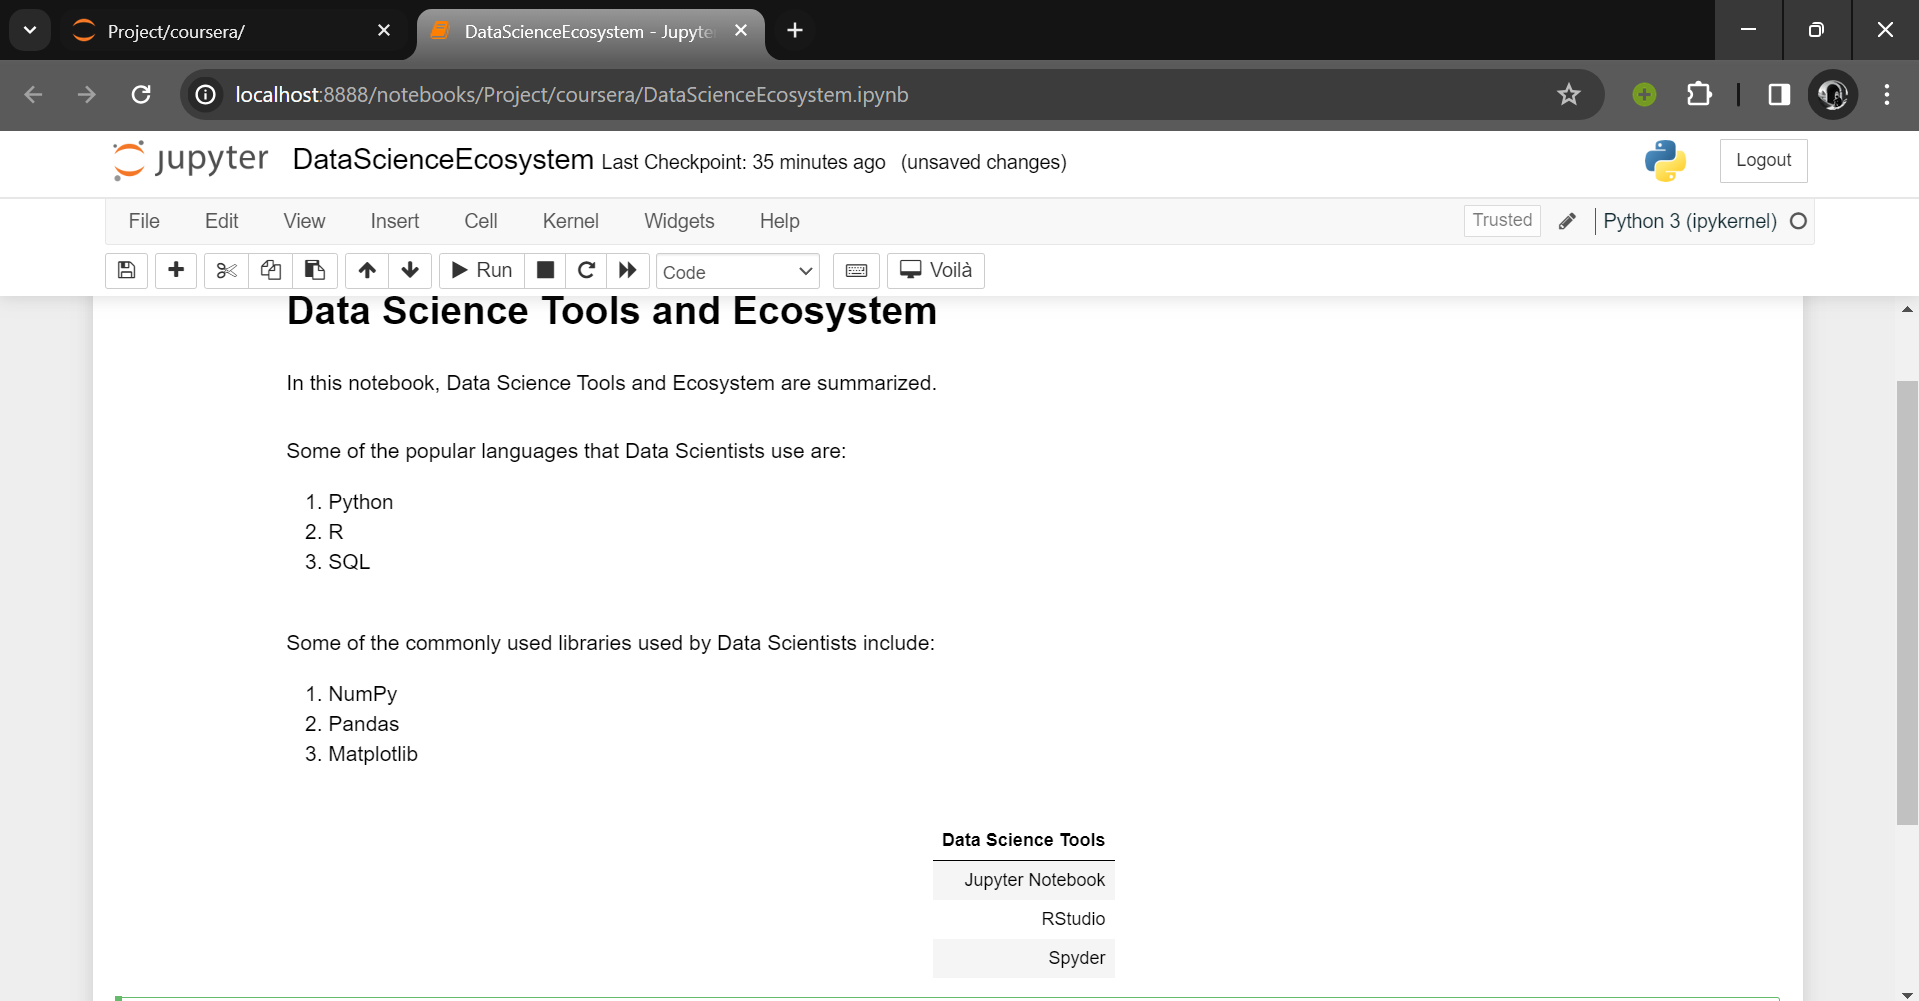 Project/coursera/
DataScienceEcosystem - Jupyte
localhost:8888/notebooks/Project/coursera/DataScienceEcosystem.ipynb
jupyter DataScienceEcosystem Last Checkpoint: 35 minutes ago (unsaved changes)
Logout
File Edit View Insert Cell Kernel Widgets Help
Trusted
Python 3 (ipykernel)
Run
Code
Voilà
Data Science Tools and Ecosystem
In this notebook, Data Science Tools and Ecosystem are summarized.
Some of the popular languages that Data Scientists use are:
1. Python
2. R
3. SQL
Some of the commonly used libraries used by Data Scientists include:
1. NumPy
2. Pandas
3. Matplotlib
Data Science Tools
Jupyter Notebook
RStudio
Spyder